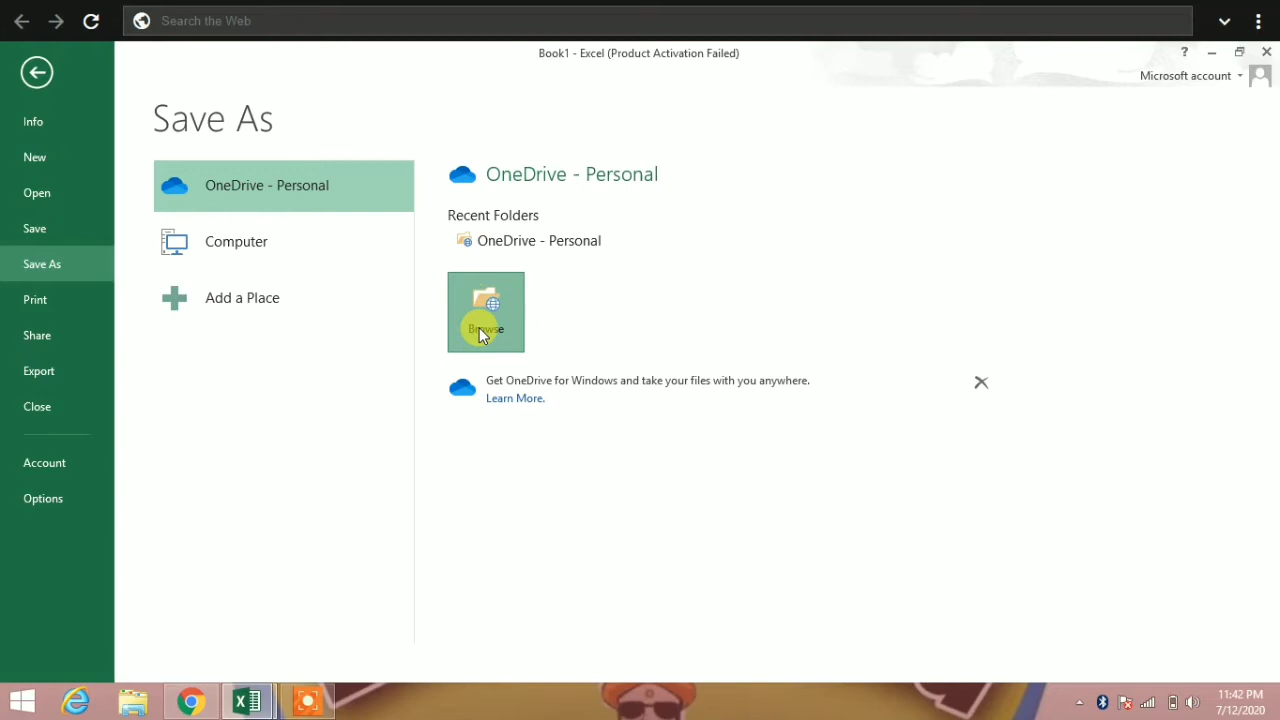 Search the Web
Book1 - Excel (Product Activation Failed)
?
Microsoft account
Info
New
Open
Save
Save As
Print
Share
Export
Close
Account
Options
Save As
OneDrive - Personal
Computer
Add a Place
OneDrive - Personal
Recent Folders
OneDrive - Personal
Browse
Get OneDrive for Windows and take your files with you anywhere.
Learn More.
11:42 PM
7/12/2020